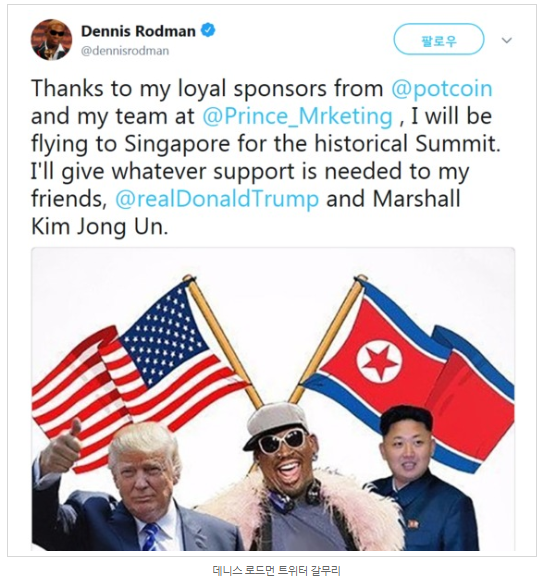 Dennis Rodman
@dennisrodman
팔로우
Thanks to my loyal sponsors from @potcoin
and my team at @Prince_Mrketing , I will be
flying to Singapore for the historical Summit.
I'll give whatever support is needed to my
friends, @realDonaldTrump and Marshall
Kim Jong Un.
데니스 로드먼 트위터 갈무리